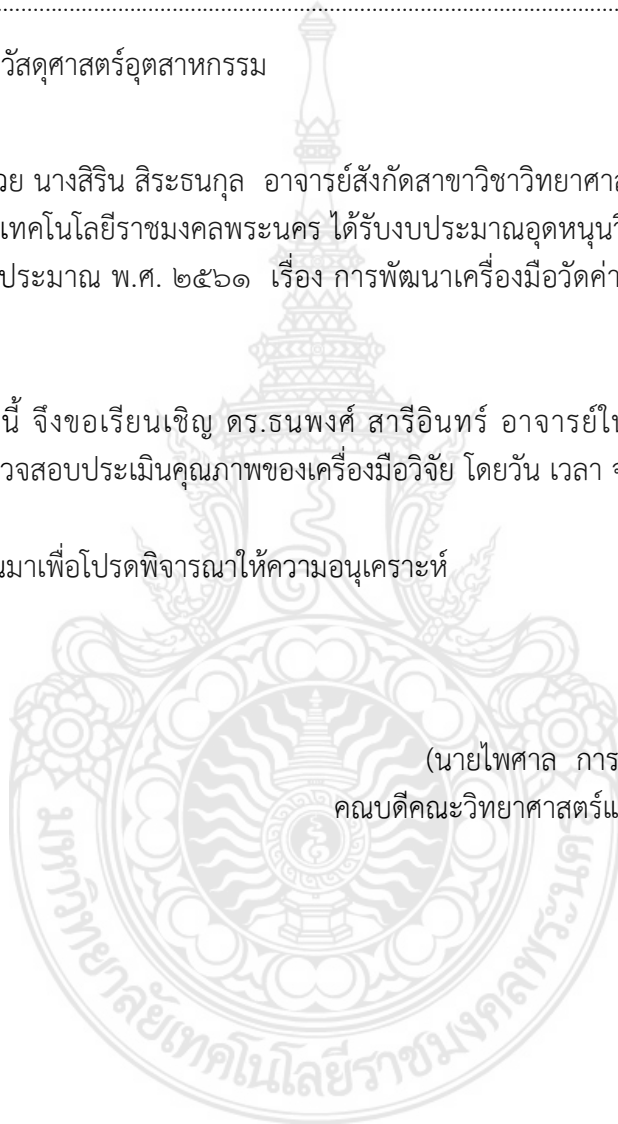 วัสดุศาสตร์อุตสาหกรรม
วย นางสิริน สิระธนกุล อาจารย์สังกัดสาขาวิชาวิทยาศา
เทคโนโลยีราชมงคลพระนคร ได้รับงบประมาณอุดหนุนวิ
ประมาณ พ.ศ. ๒๕๖๑ เรื่อง การพัฒนาเครื่องมือวัดค่า
นี้ จึงขอเรียนเชิญ ดร.ธนพงศ์ สารีอินทร์ อาจารย์ใน
วจสอบประเมินคุณภาพของเครื่องมือวิจัย โดยวัน เวลา จ
นมาเพื่อโปรดพิจารณาให้ความอนุเคราะห์
(นายไพศาล การ
คณบดีคณะวิทยาศาสตร์แ
มหาวิทยาลัยเทคโนโลยีราชมงคลพระนคร